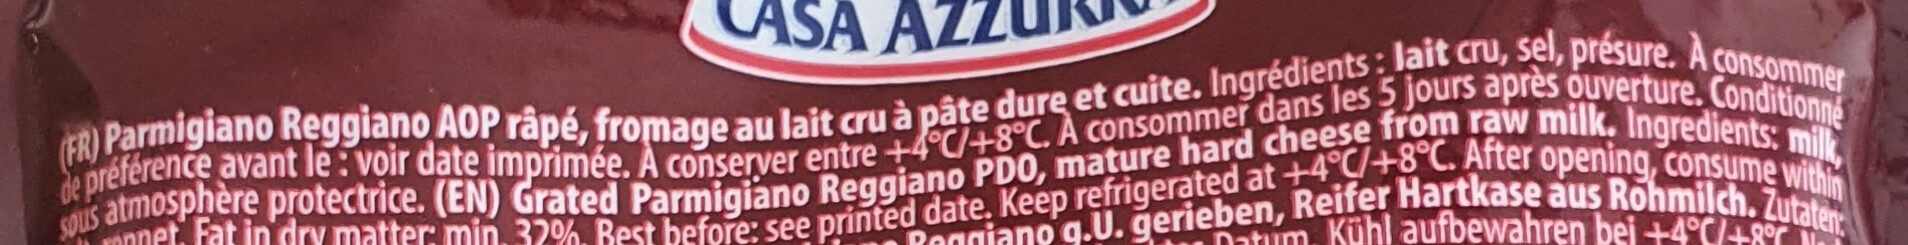 CASA AZZURR
(FR) Parmigiano Reggiano AOP râpé, fromage au lait cru à pâte dure et cuite. Ingrédients : lait cru, sel, présure. À consommer
de préférence avant le : voir date imprimée. À conserver entre +4°C/+8°C. À consommer dans les 5 jours après ouverture. Conditionné
sous atmosphère protectrice. (EN) Grated Parmigiano Reggiano PDO, mature hard cheese from raw milk. Ingredients: milk,
rennet. Fat in dry matter: min. 32%. Best before: see printed date. Keep refrigerated at +4°C/+8°C. After opening, consume within
Reggiano g.U. gerieben, Reifer Hartkase aus Rohmilch. Zutaten:
Datum. Kühl aufbewahren bei +4°C/+8°C